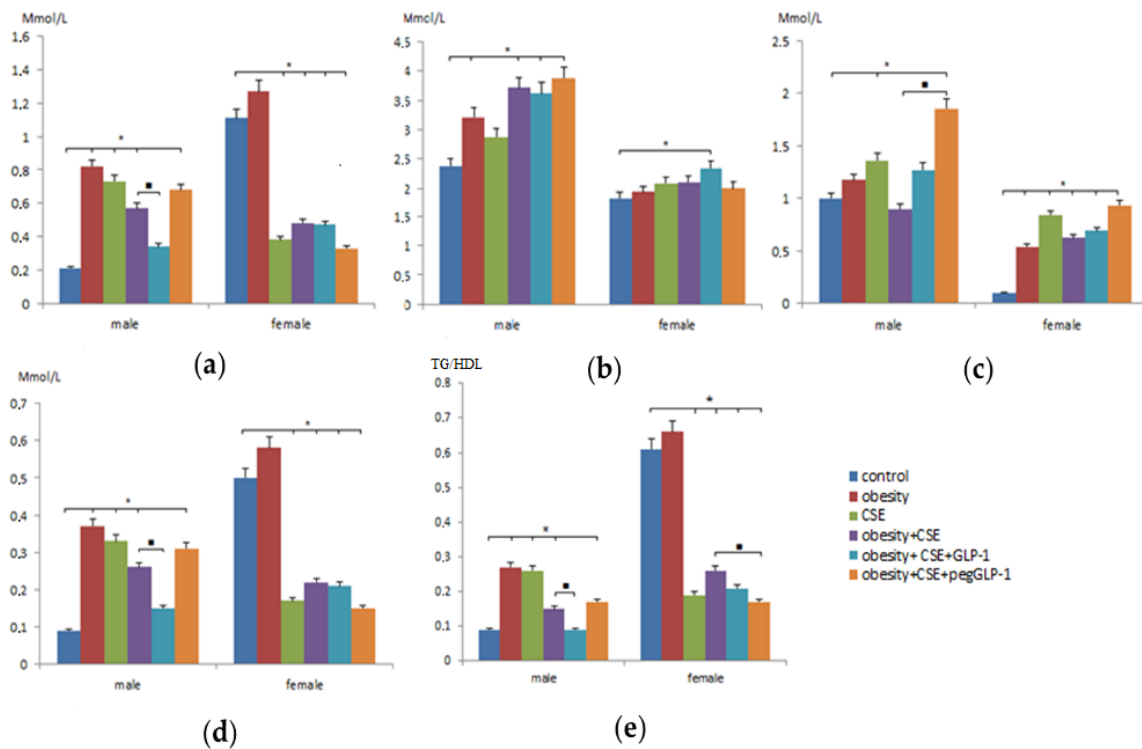 Mmol/L
1.6
1.4
1.2
1
0.8
0.6
0.4
0.2
0
*
■
*
male
female
(a)
Mmcl/L
4.5
4
3.5
3
2.5
2
1.5
1
0.5
0
*
*
male
female
(b)
Mmol/L
2.5
2
1.5
1
0.5
0
*
■
*
male
female
(c)
Mmol/L
0.7
0.6
0.5
0.4
0.3
0.2
0.1
0
*
■
*
male
female
(d)
TG/HDL
0.8
0.7
0.6
0.5
0.4
0.3
0.2
0.1
0
*
■
*
■
male
female
(e)
control
obesity
CSE
obesity+CSE
obesity+ CSE+GLP-1
obesity+CSE+pegGLP-1